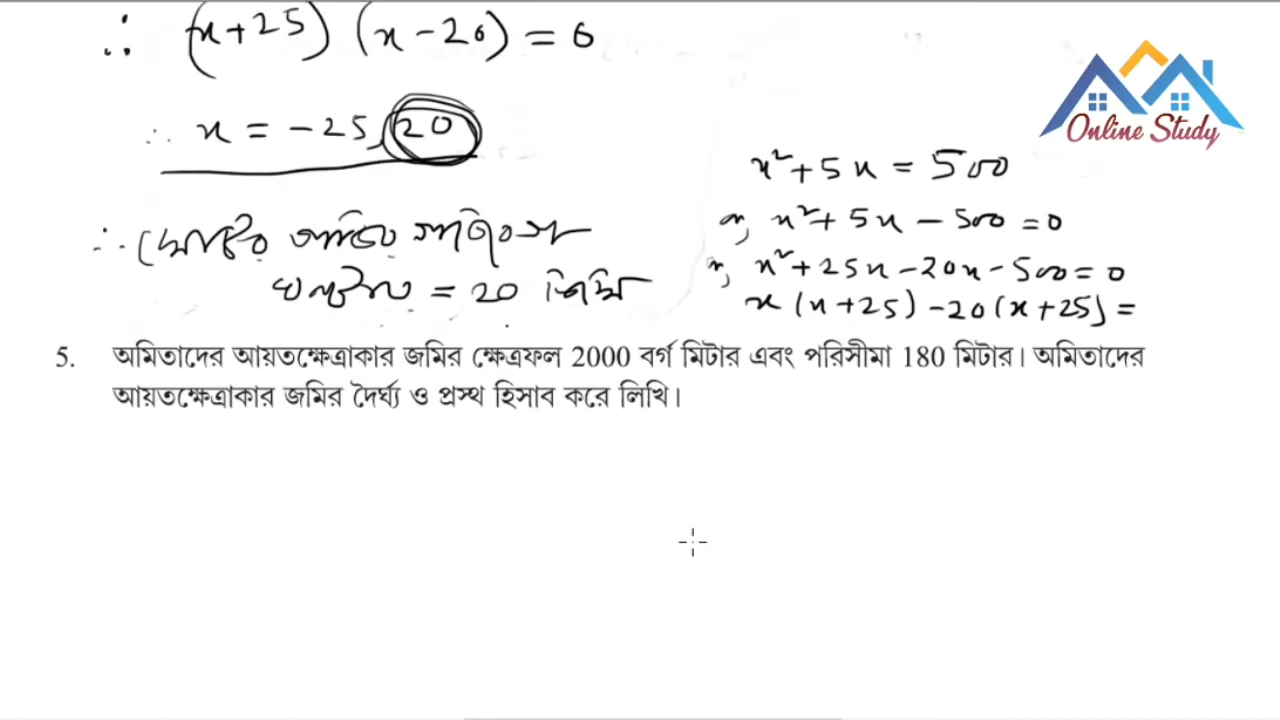 ∴ (x+25) (x-20) = 0
∴ x = -25, 20
Online Study
x²+5x = 500
বা, x²+5x-500=0
বা, x²+25x-20x-500=0
x(x+25)-20(x+25)=
∴
= 20 কিমি
5. অমিতাদের আয়তক্ষেত্রাকার জমির ক্ষেত্রফল 2000 বর্গ মিটার এবং পরিসীমা 180 মিটার। অমিতাদের
আয়তক্ষেত্রাকার জমির দৈর্ঘ্য ও প্রস্থ হিসাব করে লিখি।